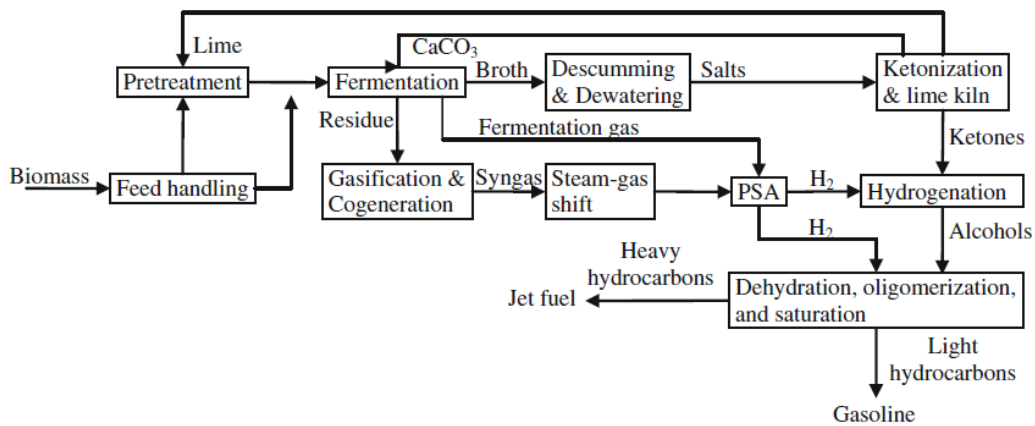 Lime
CaCO₃
Pretreatment
Fermentation
Broth
Descumming
& Dewatering
Salts
Ketonization
& lime kiln
Residue
Fermentation gas
Ketones
Biomass
Feed handling
Gasification &
Cogeneration
Syngas
Steam-gas
shift
PSA
H₂
Hydrogenation
H₂
Alcohols
Heavy
hydrocarbons
Jet fuel
Dehydration, oligomerization,
and saturation
Light
hydrocarbons
Gasoline